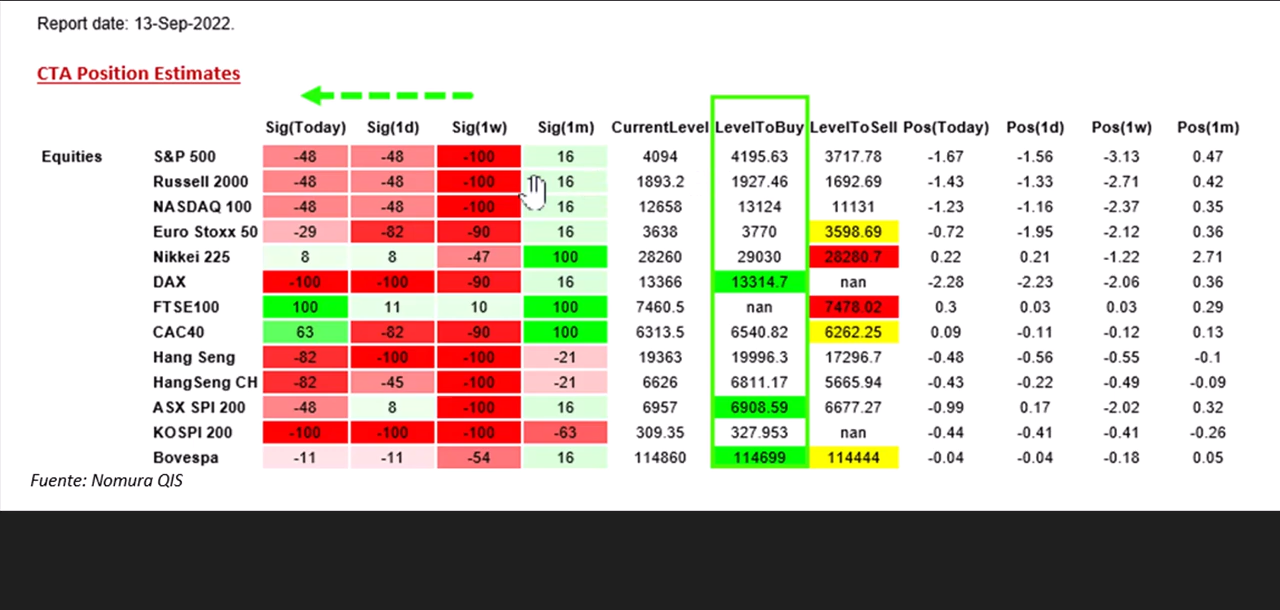 Report date: 13-Sep-2022.
CTA Position Estimates
Sig(Today) Sig(1d) Sig(1w) Sig(1m) CurrentLevel LevelToBuy LevelToSell Pos(Today) Pos(1d) Pos(1w) Pos(1m)
Equities S&P 500 -48 -48 -100 16 4094 4195.63 3717.78 -1.67 -1.56 -3.13 0.47
Russell 2000 -48 -48 -100 16 1893.2 1927.46 1692.69 -1.43 -1.33 -2.71 0.42
NASDAQ 100 -48 -48 -100 16 12658 13124 11131 -1.23 -1.16 -2.37 0.35
Euro Stoxx 50 -29 -82 -90 16 3638 3770 3598.69 -0.72 -1.95 -2.12 0.36
Nikkei 225 8 8 -47 100 28260 29030 28280.7 0.22 0.21 -1.22 2.71
DAX -100 -100 -90 16 13366 13314.7 nan -2.28 -2.23 -2.06 0.36
FTSE100 100 11 10 100 7460.5 nan 7478.02 0.3 0.03 0.03 0.29
CAC40 63 -82 -90 100 6313.5 6540.82 6262.25 0.09 -0.11 -0.12 0.13
Hang Seng -82 -100 -100 -21 19363 19996.3 17296.7 -0.48 -0.56 -0.55 -0.1
HangSeng CH -82 -45 -100 -21 6626 6811.17 5665.94 -0.43 -0.22 -0.49 -0.09
ASX SPI 200 -48 8 -100 16 6957 6908.59 6677.27 -0.99 0.17 -2.02 0.32
KOSPI 200 -100 -100 -100 -63 309.35 327.953 nan -0.44 -0.41 -0.41 -0.26
Bovespa -11 -11 -54 16 114860 114699 114444 -0.04 -0.04 -0.18 0.05
Fuente: Nomura QIS